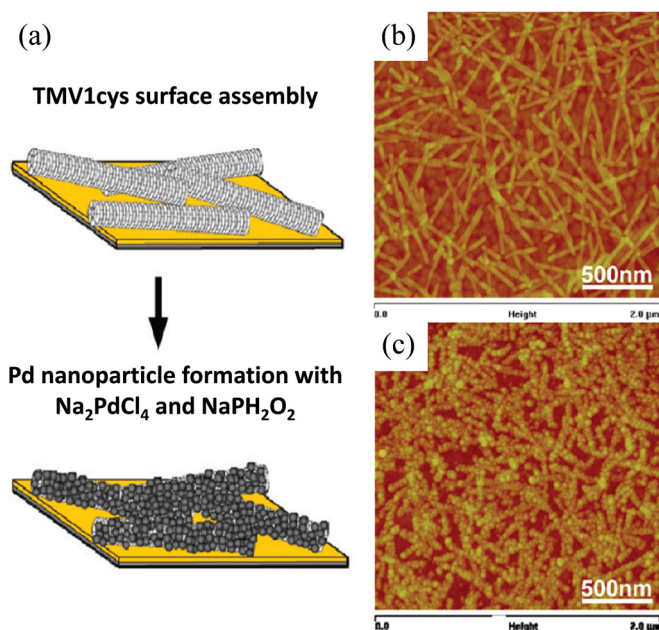 (a)
TMV1cys surface assembly
Pd nanoparticle formation with
Na₂PdCl₄ and NaPH₂O₂
(b)
500nm
0.0 Height 2.0 µm
(c)
500nm
0.0 Height 2.0 µm